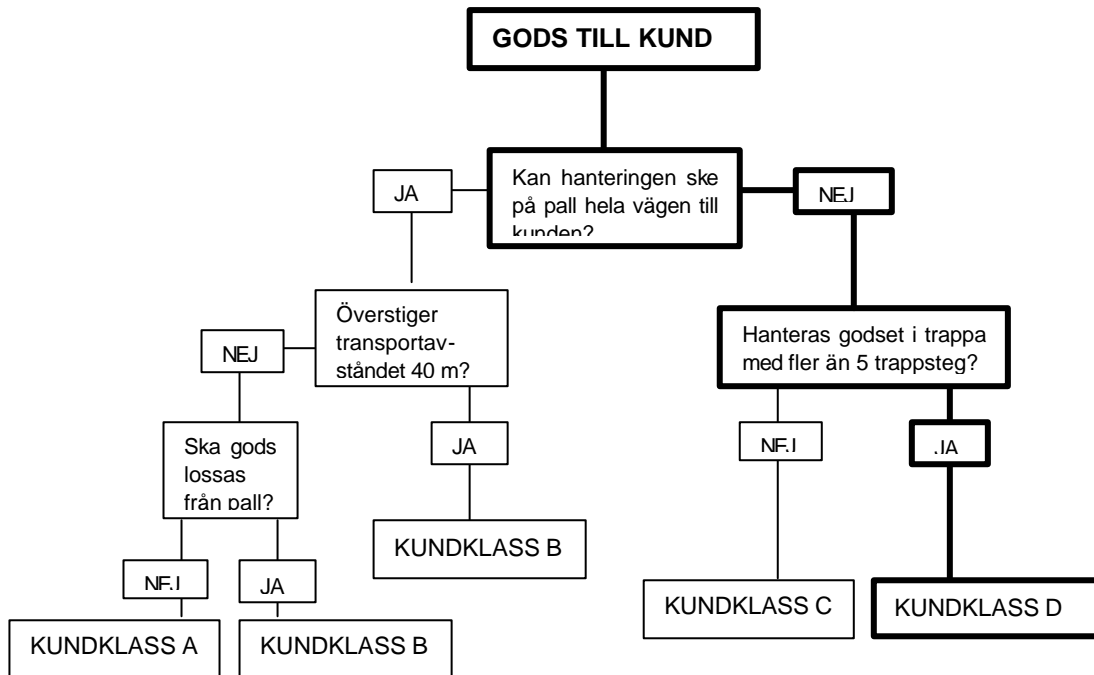 GODS TILL KUND
Kan hanteringen ske
på pall hela vägen till
kunden?
JA
NEJ
Överstiger
transportav-
ståndet 40 m?
NEJ
Hanteras godset i trappa
med fler än 5 trappsteg?
Ska gods
lossas
från pall?
JA
NEJ
JA
KUNDKLASS B
NEJ
JA
KUNDKLASS C
KUNDKLASS D
KUNDKLASS A
KUNDKLASS B